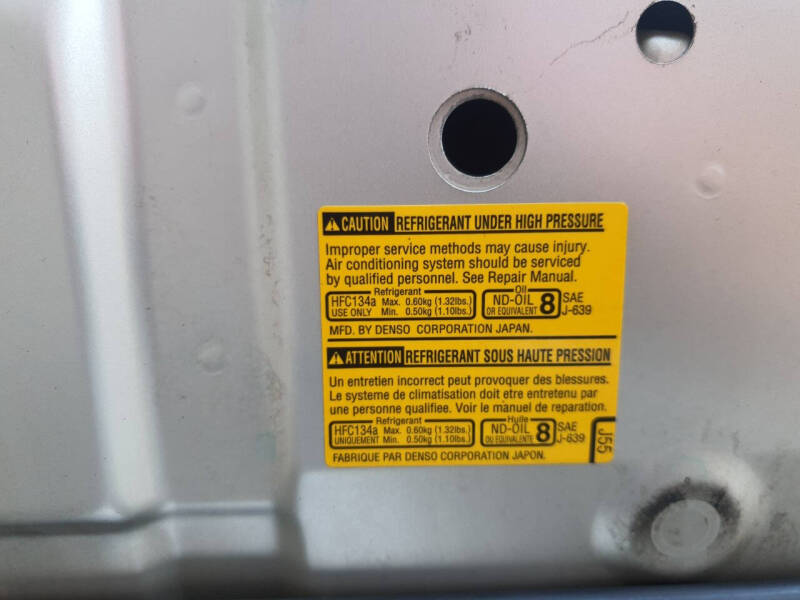 ⚠ CAUTION REFRIGERANT UNDER HIGH PRESSURE
Improper service methods may cause injury.
Air conditioning system should be serviced
by qualified personnel. See Repair Manual.
Refrigerant Oil
HFC134a Max. 0.60kg (1.32lbs.) ND-OIL 8 SAE
USE ONLY Min. 0.50kg (1.10lbs.) OR EQUIVALENT J-639
MFD. BY DENSO CORPORATION JAPAN.
⚠ ATTENTION REFRIGERANT SOUS HAUTE PRESSION
Un entretien incorrect peut provoquer des blessures.
Le systeme de climatisation doit etre entretenu par
une personne qualifiee. Voir le manuel de reparation.
Refrigerant Huile
HFC134a Max. 0.60kg (1.32lbs.) ND-OIL 8 SAE
UNIQUEMENT Min. 0.50kg (1.10lbs.) OU EQUIVALENTE J-639
FABRIQUE PAR DENSO CORPORATION JAPON.
J55